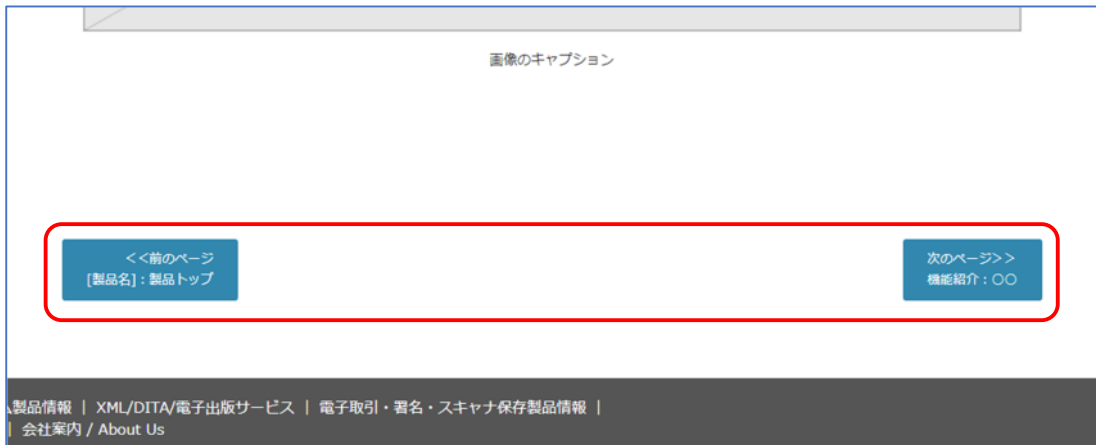 画像のキャプション
<<前のページ
[製品名]：製品トップ
次のページ>>
機能紹介：〇〇
製品情報 | XML/DITA/電子出版サービス | 電子取引・署名・スキャナ保存製品情報 |
| 会社案内 / About Us